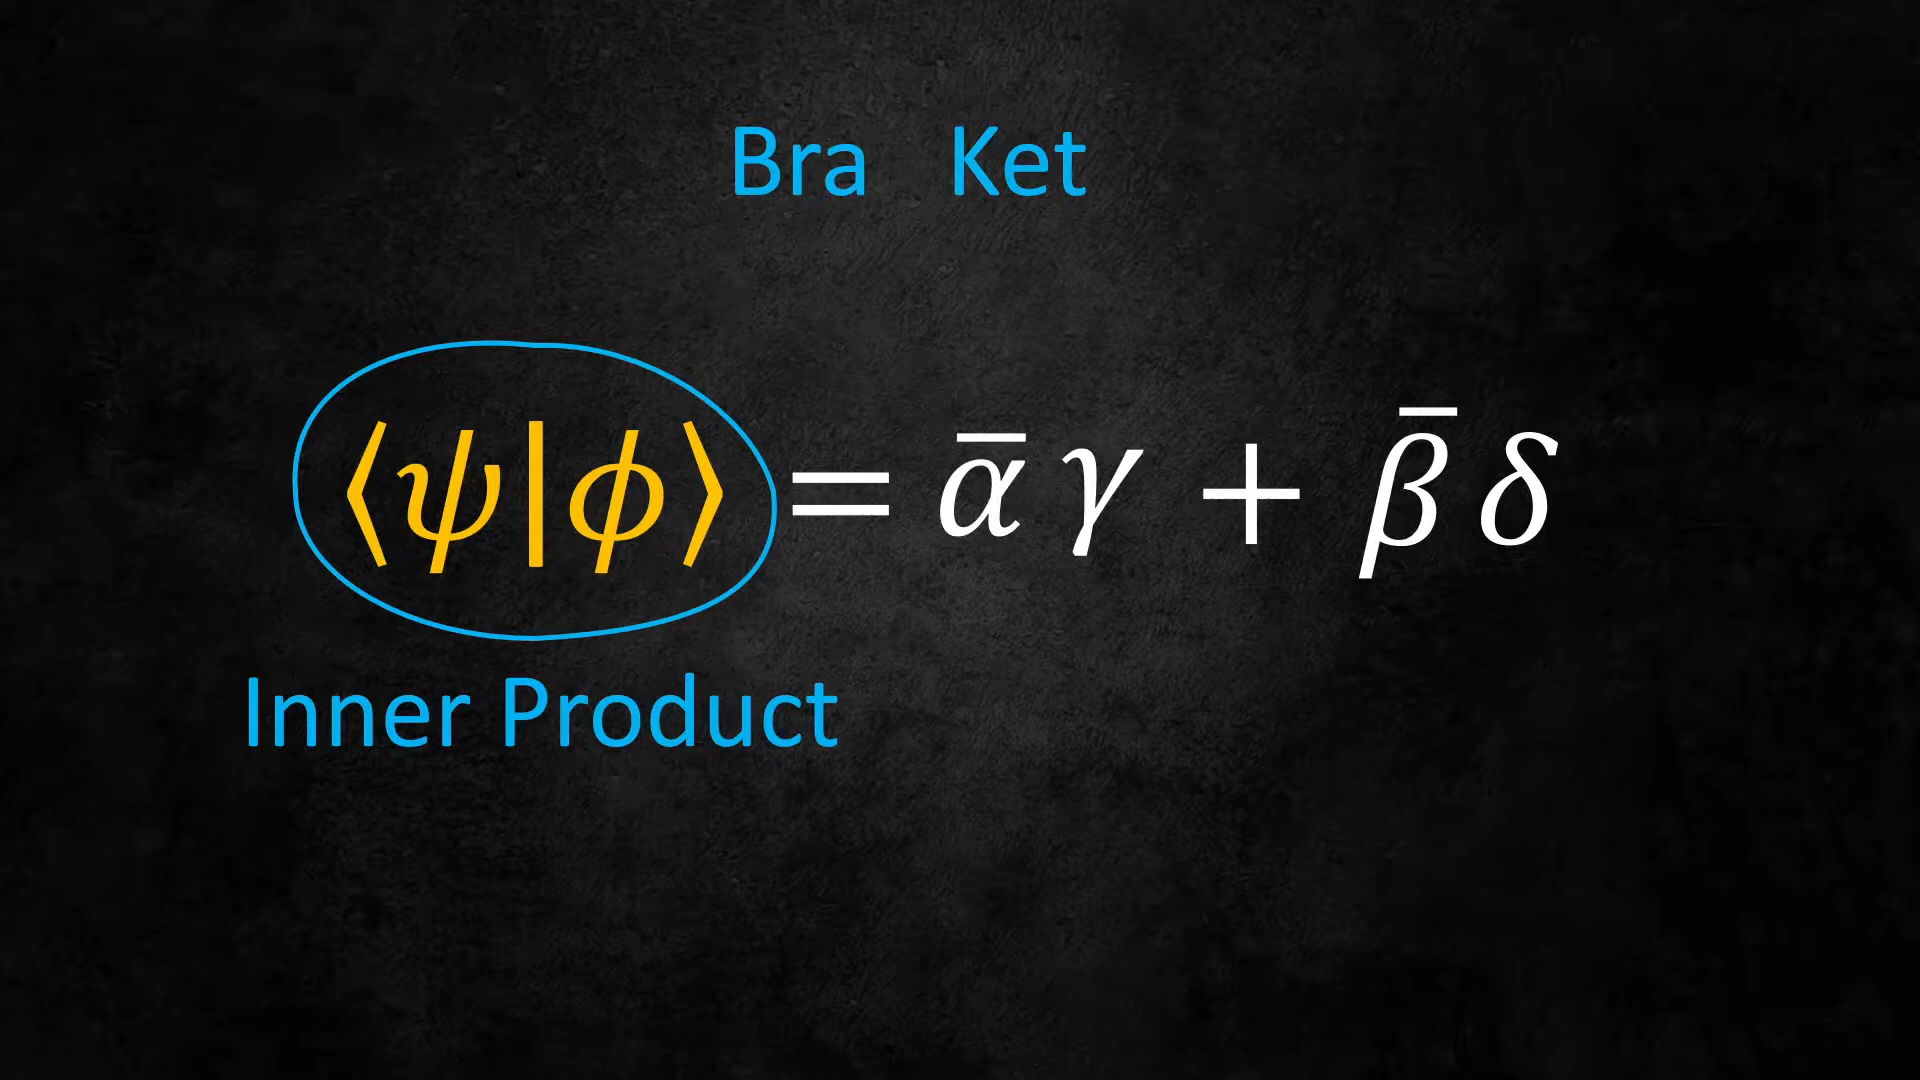 Bra Ket
⟨ψ|ϕ⟩ = ᾱ γ + β̄ δ
Inner Product